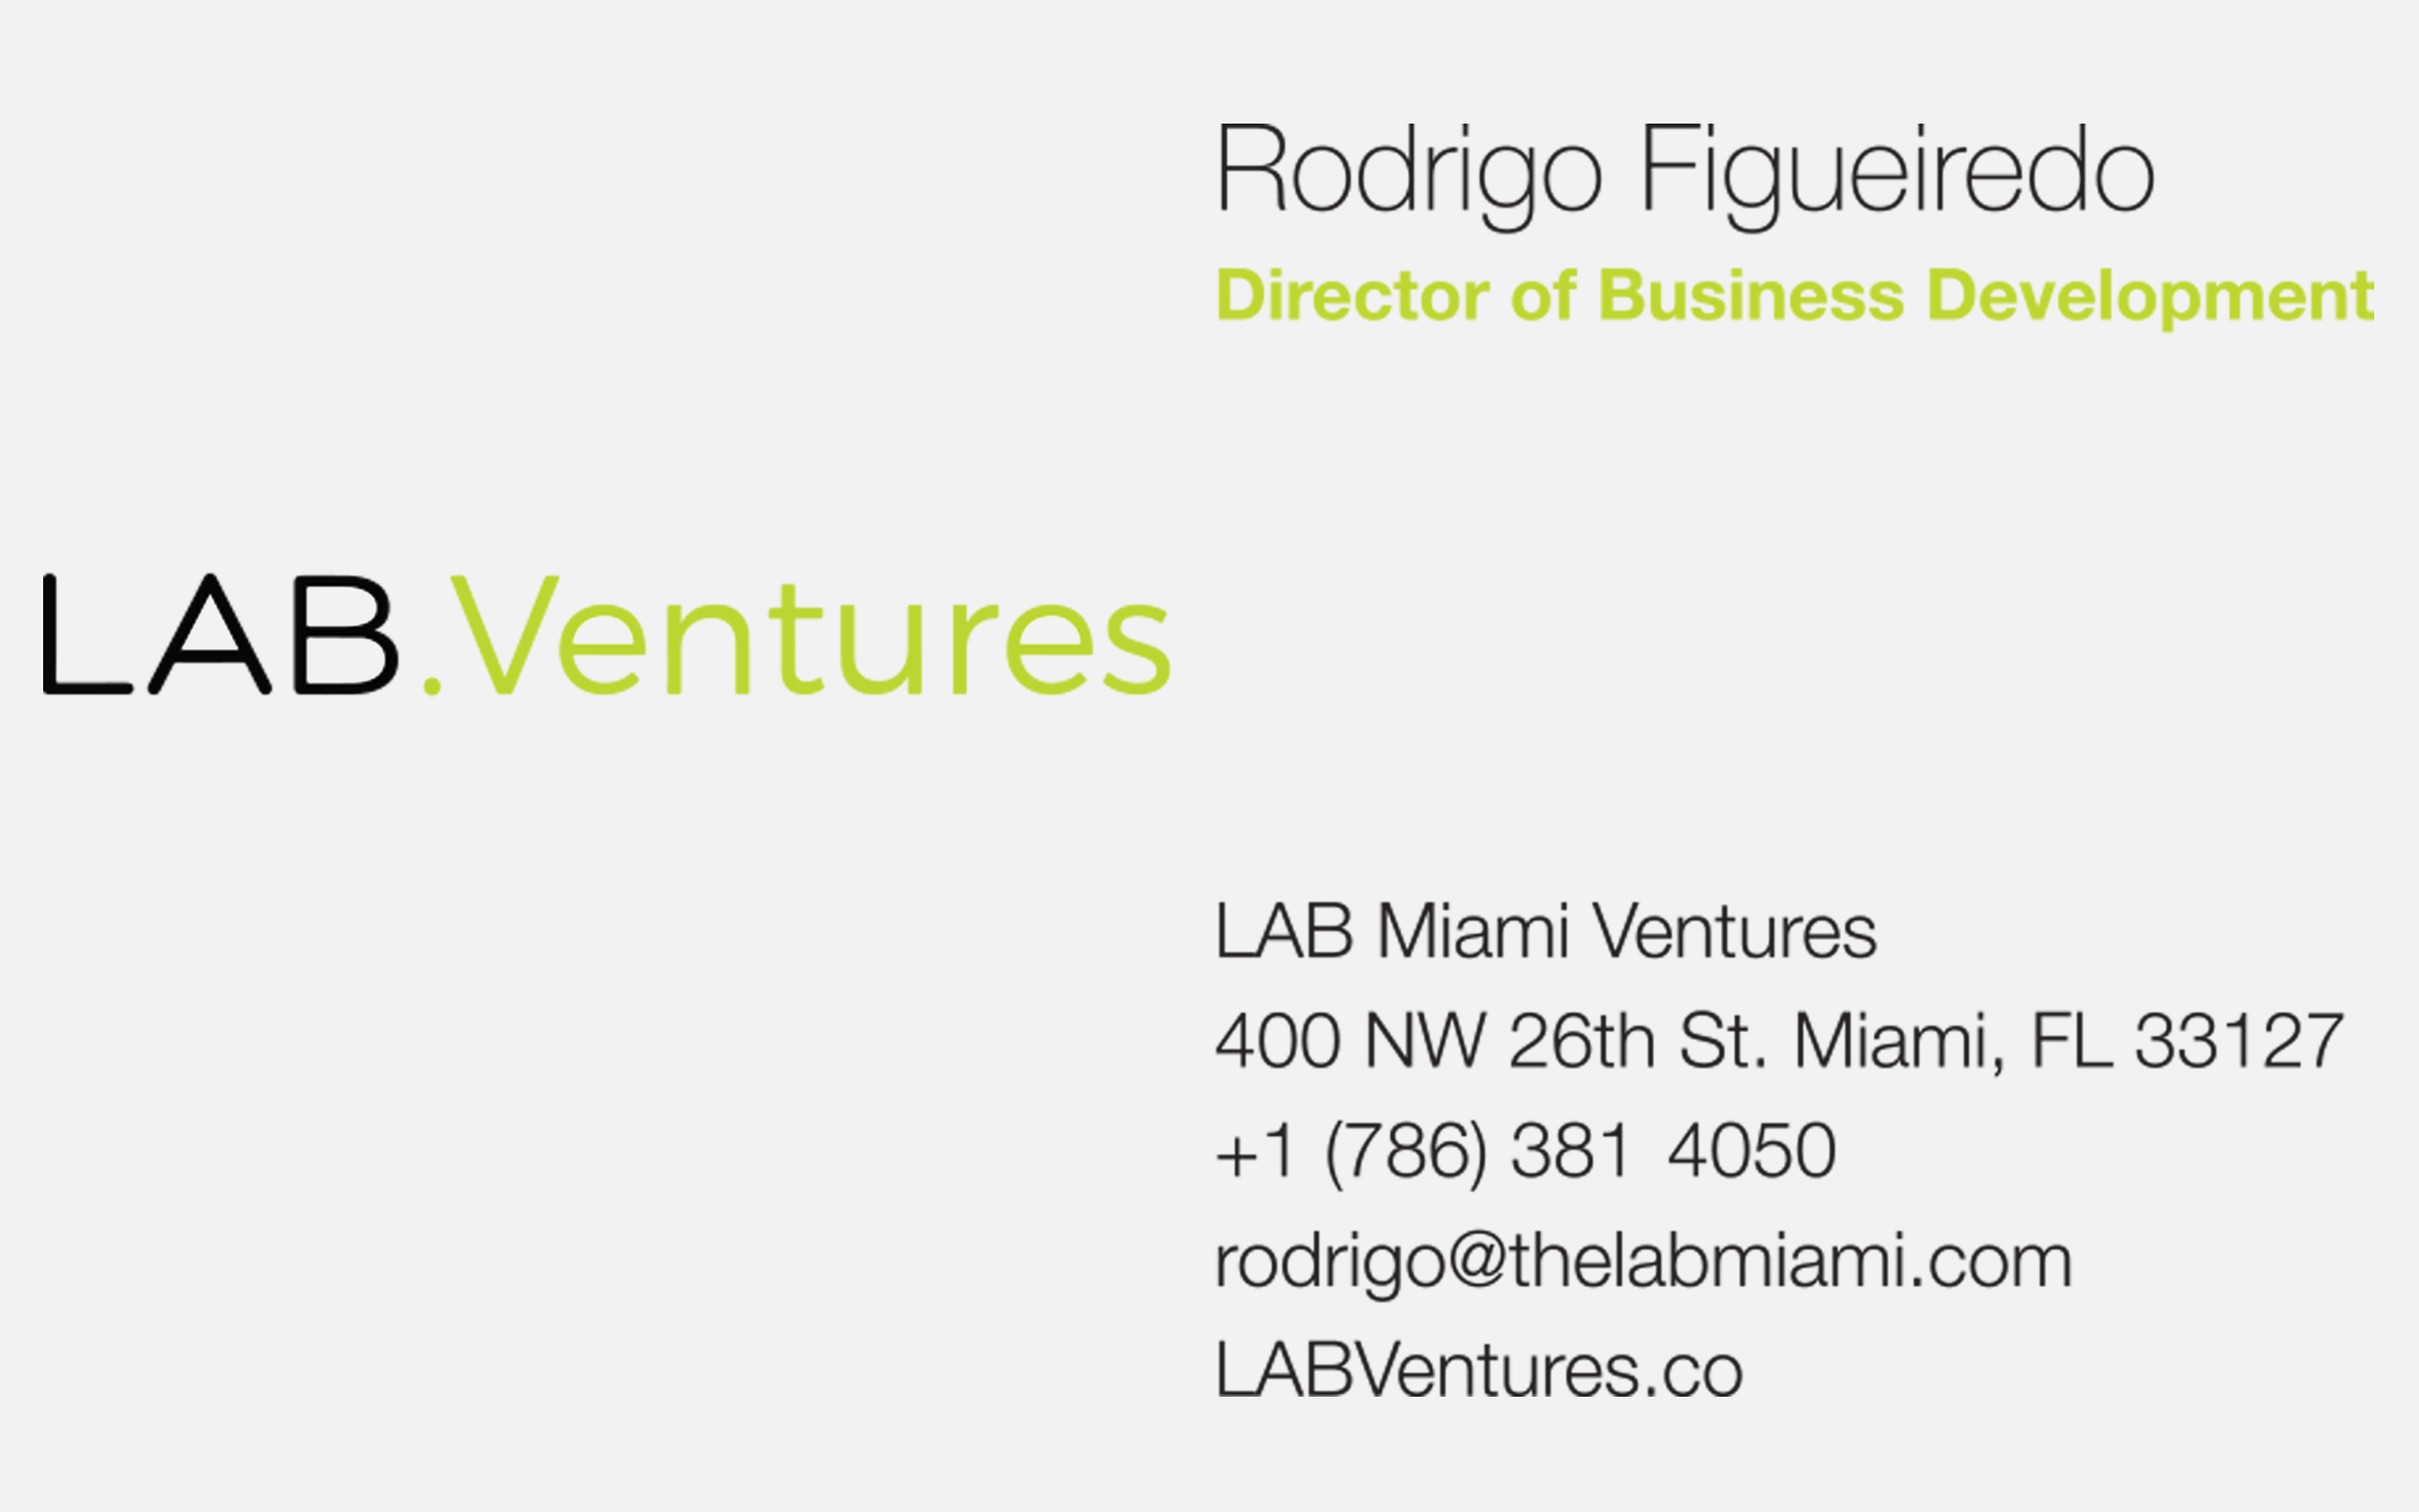 Rodrigo Figueiredo
Director of Business Development
LAB.Ventures
LAB Miami Ventures
400 NW 26th St. Miami, FL 33127
+1 (786) 381 4050
rodrigo@thelabmiami.com
LABVentures.co